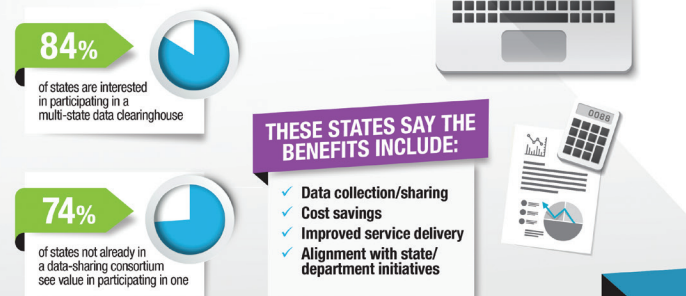 84%
of states are interested
in participating in a
multi-state data clearinghouse
74%
of states not already in
a data-sharing consortium
see value in participating in one
THESE STATES SAY THE
BENEFITS INCLUDE:
✓ Data collection/sharing
✓ Cost savings
✓ Improved service delivery
✓ Alignment with state/
department initiatives
0088